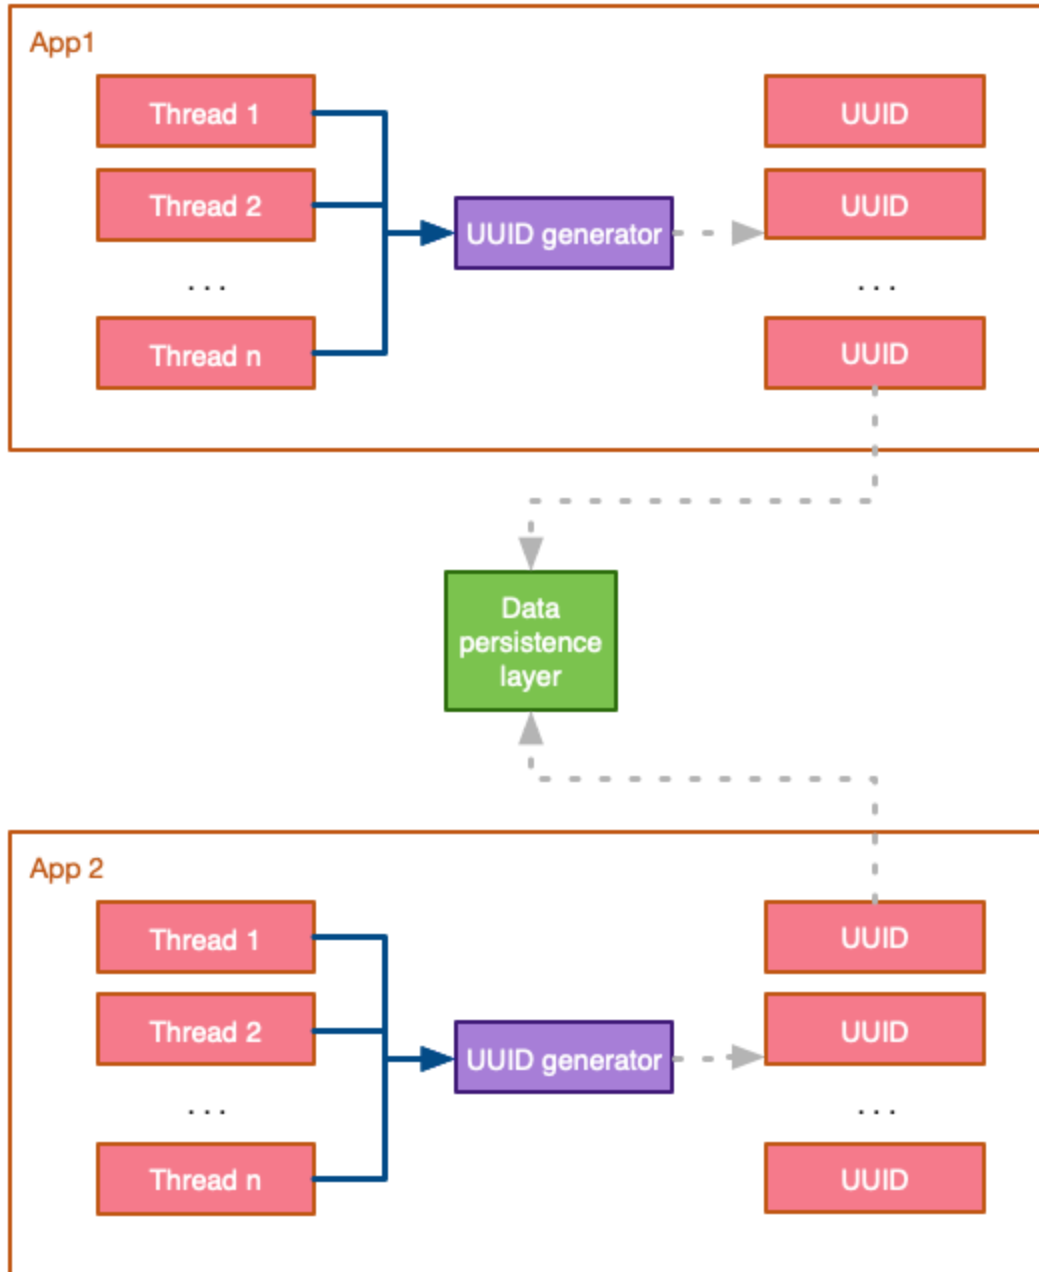 App1
Thread 1
UUID
Thread 2
UUID
UUID generator
...
...
Thread n
UUID
Data
persistence
layer
App 2
Thread 1
UUID
Thread 2
UUID
UUID generator
...
...
Thread n
UUID